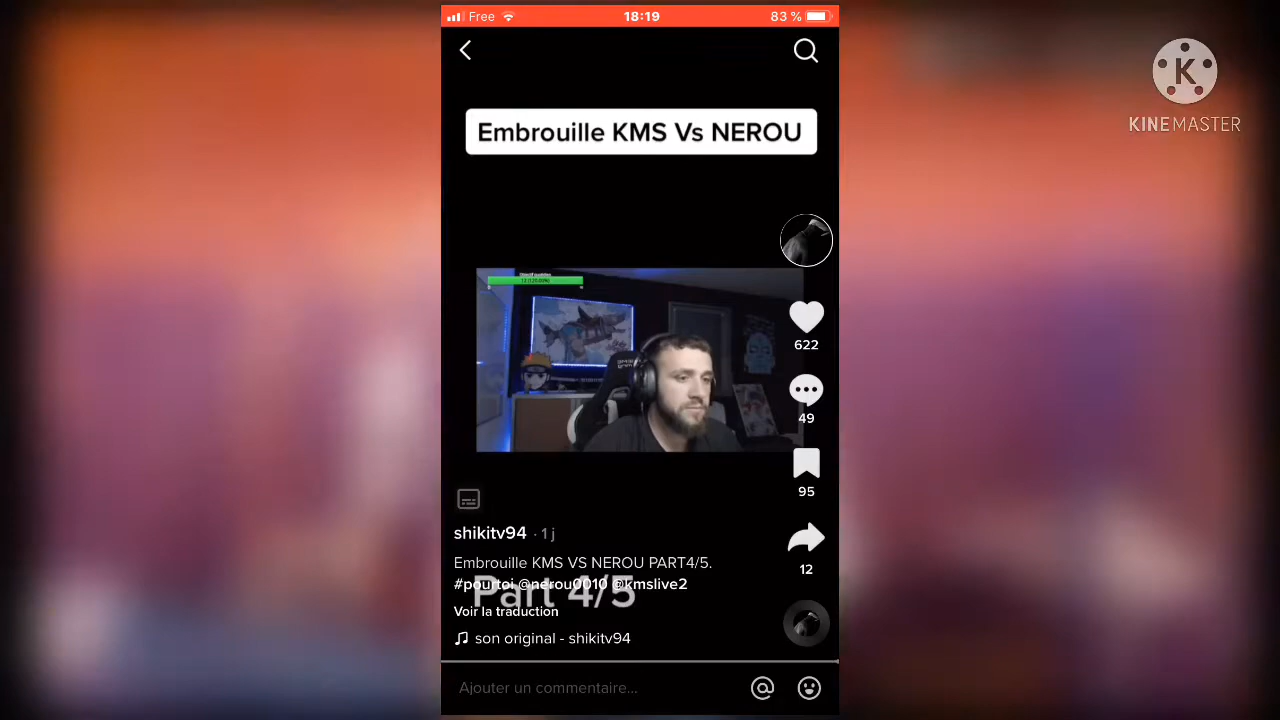 Free
18:19
83 %
K
KINEMASTER
Embrouille KMS Vs NEROU
622
49
95
12
shikitv94 · 1 j
Embrouille KMS VS NEROU PART4/5.
#pourtoi @nerou0010 @kmslive2
Part 4/5
Voir la traduction
son original - shikitv94
Ajouter un commentaire...